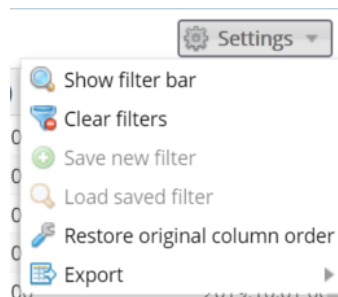 Settings
Show filter bar
Clear filters
Save new filter
Load saved filter
Restore original column order
Export